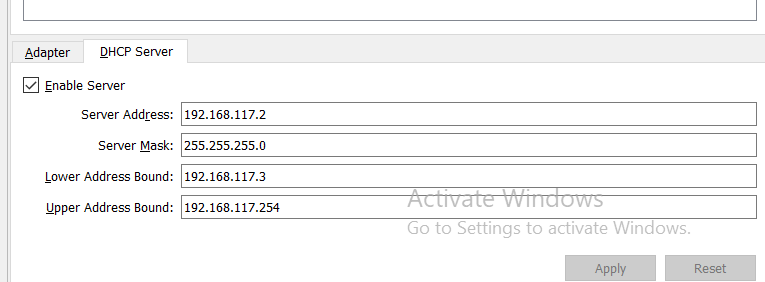 Adapter DHCP Server
Enable Server
Server Address: 192.168.117.2
Server Mask: 255.255.255.0
Lower Address Bound: 192.168.117.3
Upper Address Bound: 192.168.117.254
Activate Windows
Go to Settings to activate Windows.
Apply Reset